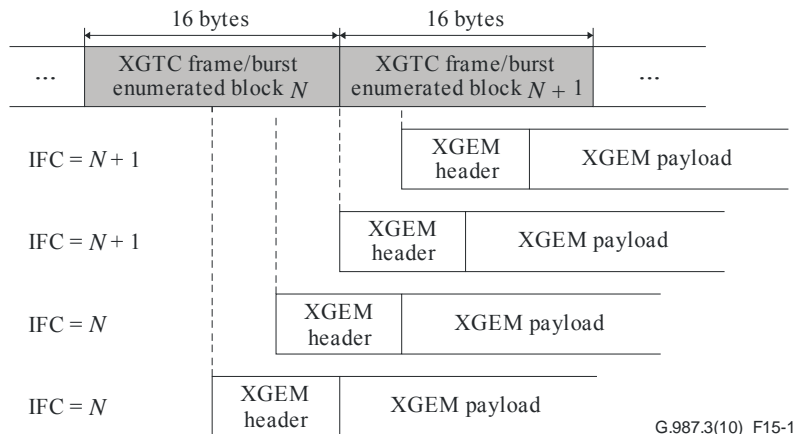 16 bytes 16 bytes
... XGTC frame/burst enumerated block N XGTC frame/burst enumerated block N + 1 ...
IFC = N + 1
XGEM header
XGEM payload
IFC = N + 1
XGEM header
XGEM payload
IFC = N
XGEM header
XGEM payload
IFC = N
XGEM header
XGEM payload
G.987.3(10)_F15-1